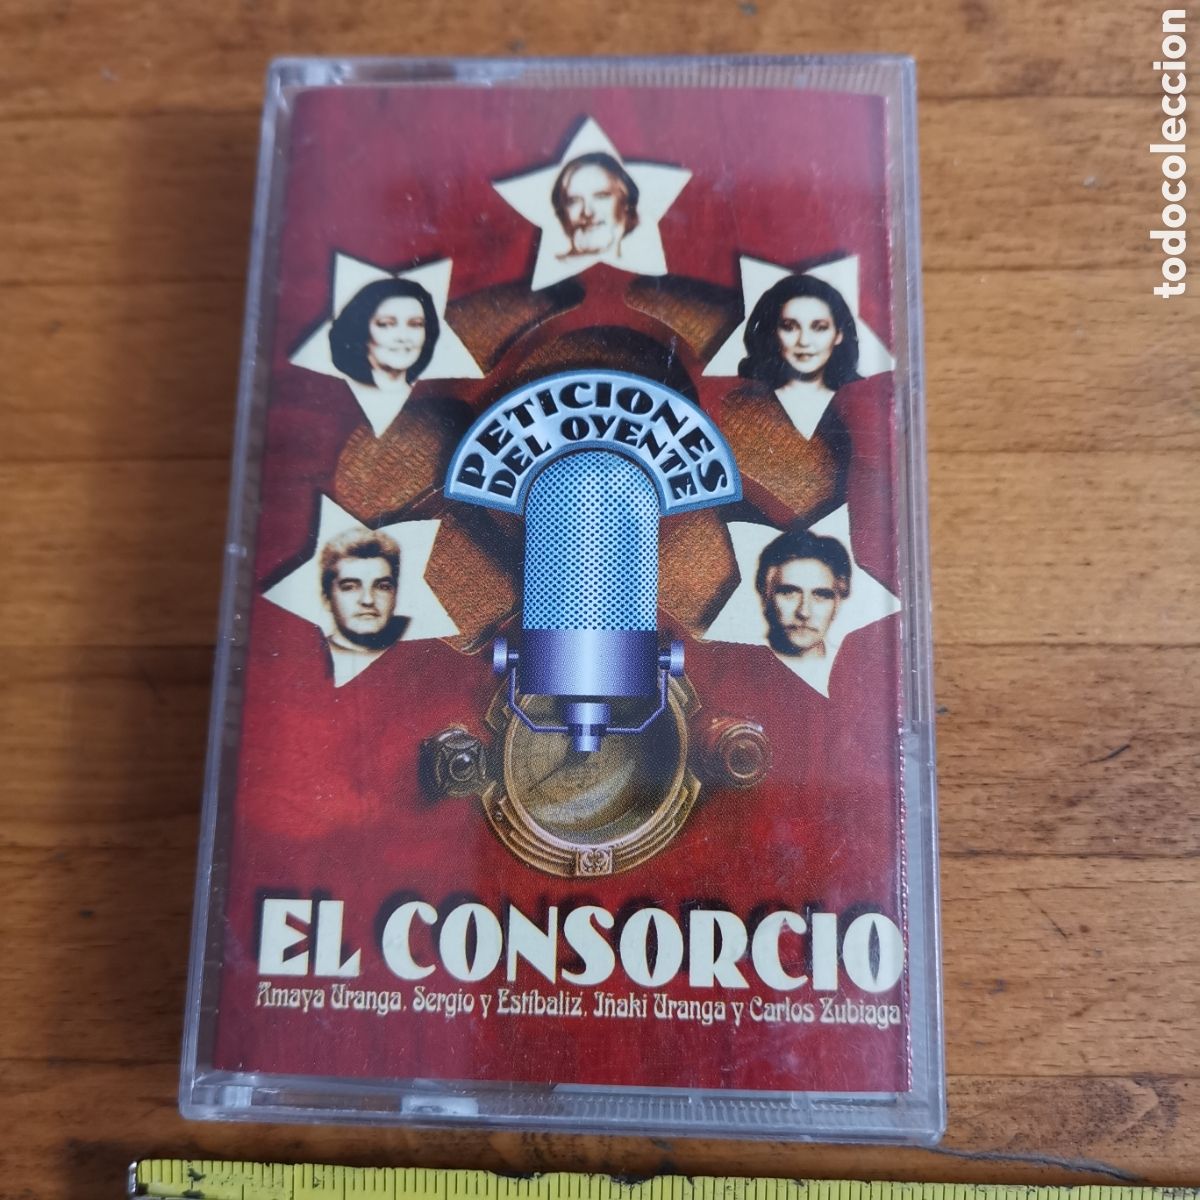 todocoleccion
PETICIONES
DEL OYENTE
EL CONSORCIO
Amaya Uranga, Sergio y Estíbaliz, Iñaki Uranga y Carlos Zubiaga